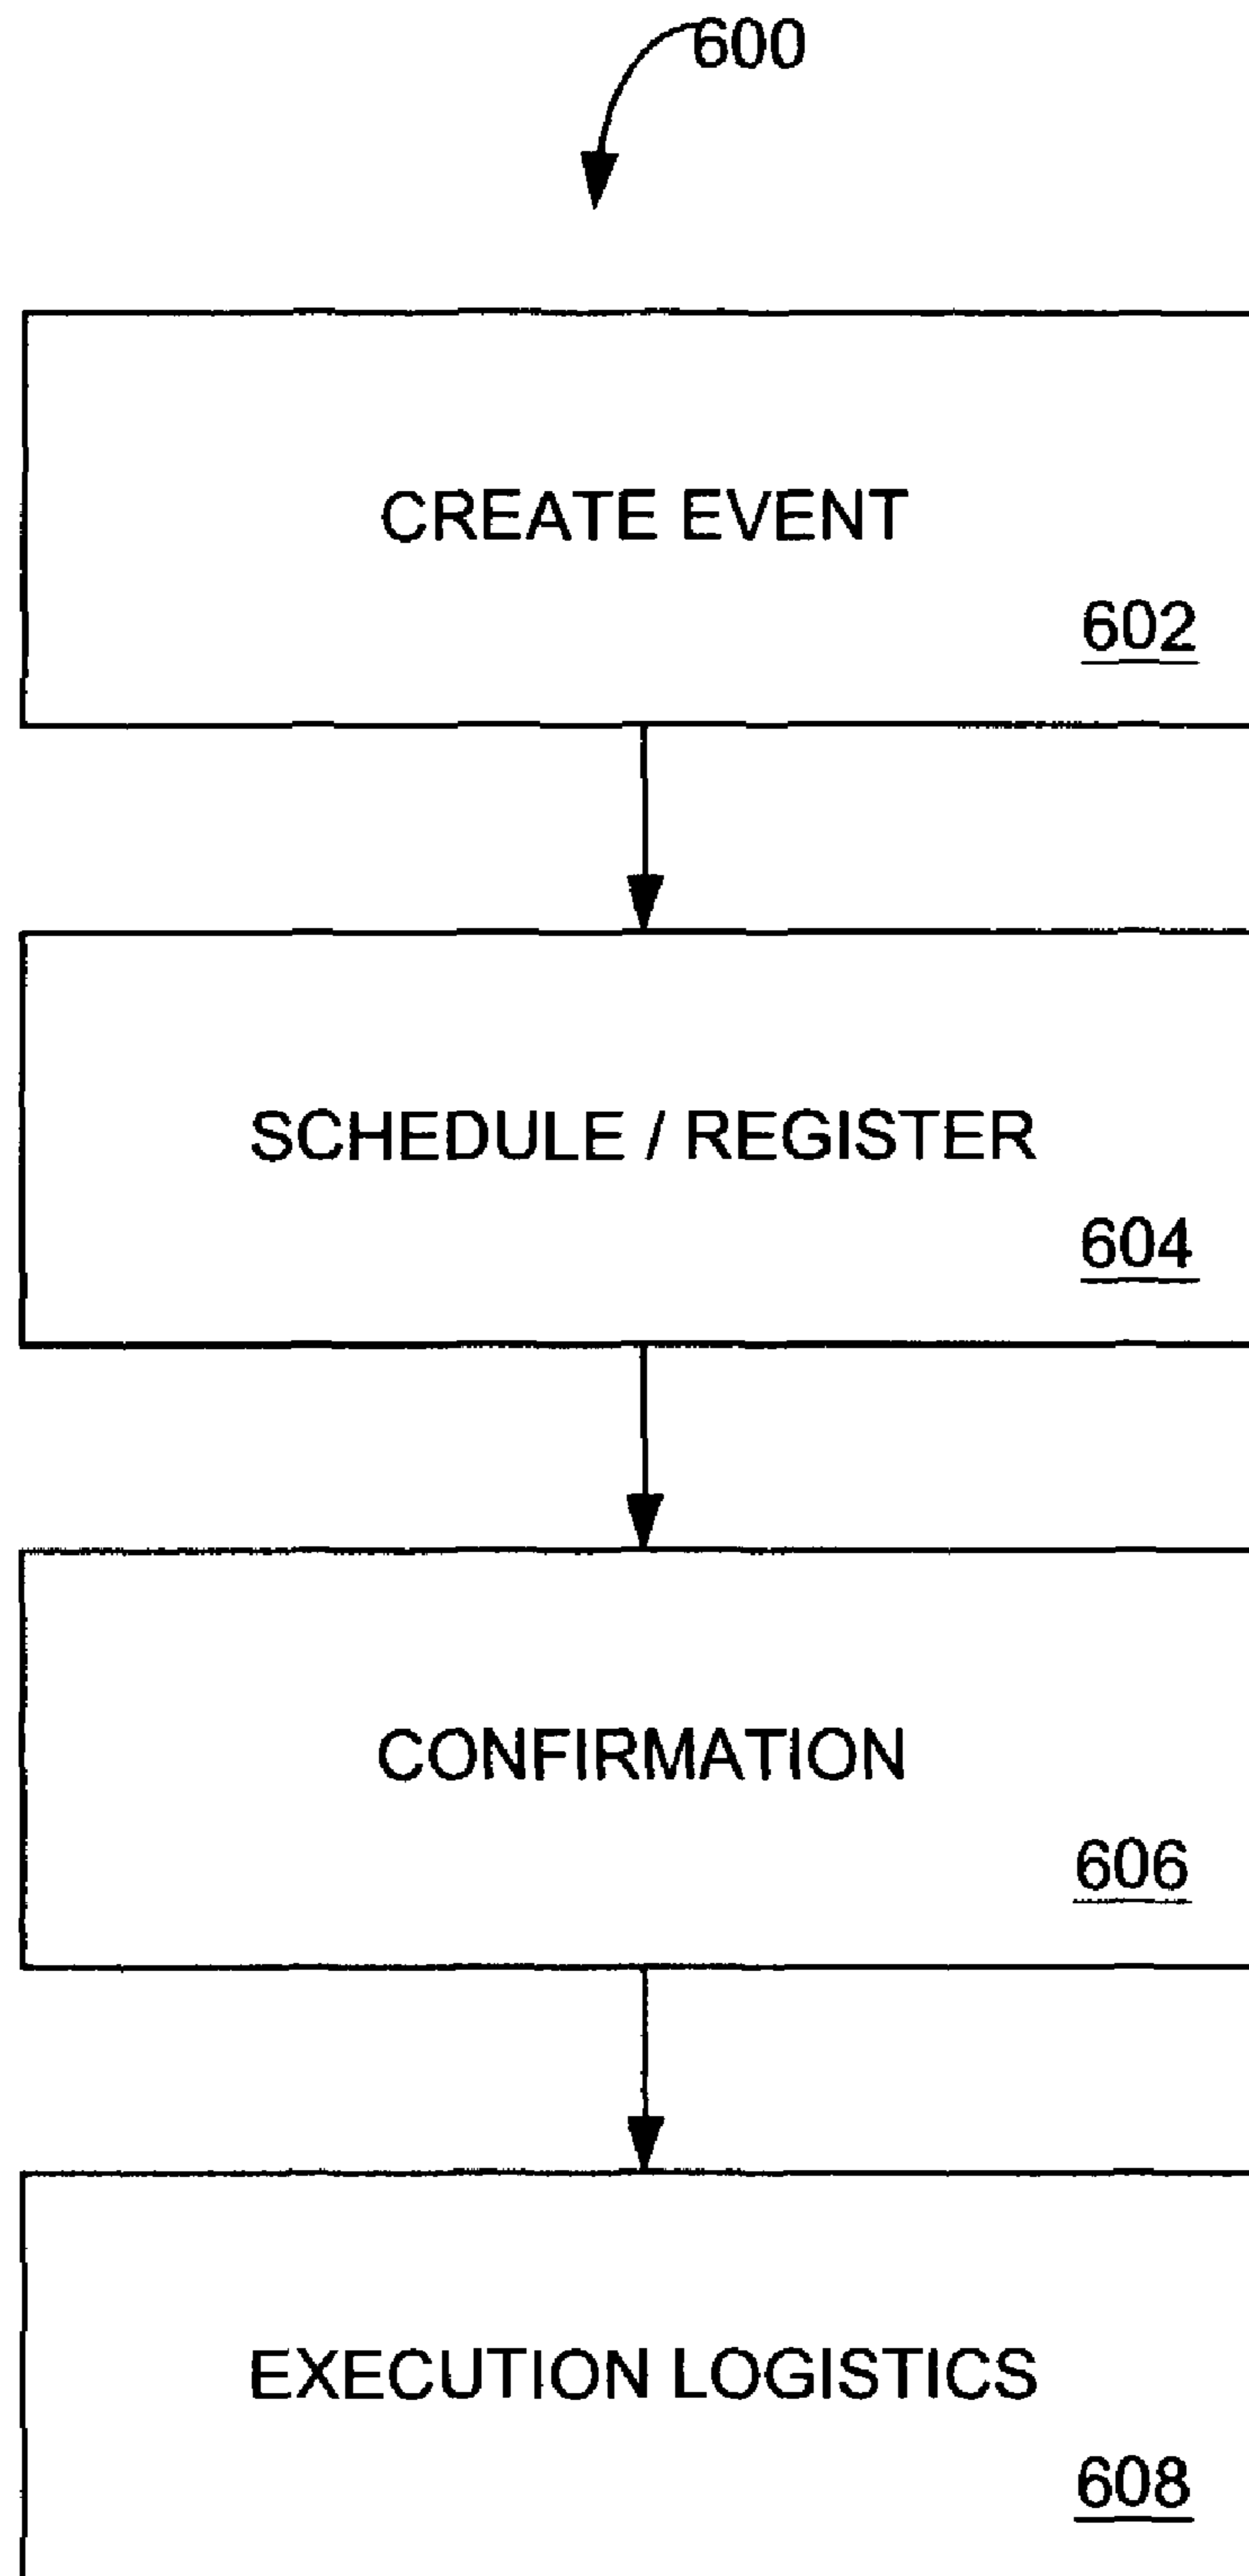 600
CREATE EVENT
602
SCHEDULE / REGISTER
604
CONFIRMATION
606
EXECUTION LOGISTICS
608